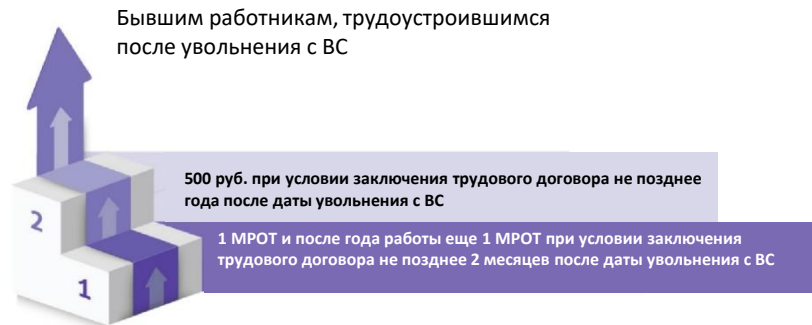 Бывшим работникам, трудоустроившимся
после увольнения с ВС
500 руб. при условии заключения трудового договора не позднее
года после даты увольнения с ВС
2
1 МРОТ и после года работы еще 1 МРОТ при условии заключения
трудового договора не позднее 2 месяцев после даты увольнения с ВС
1